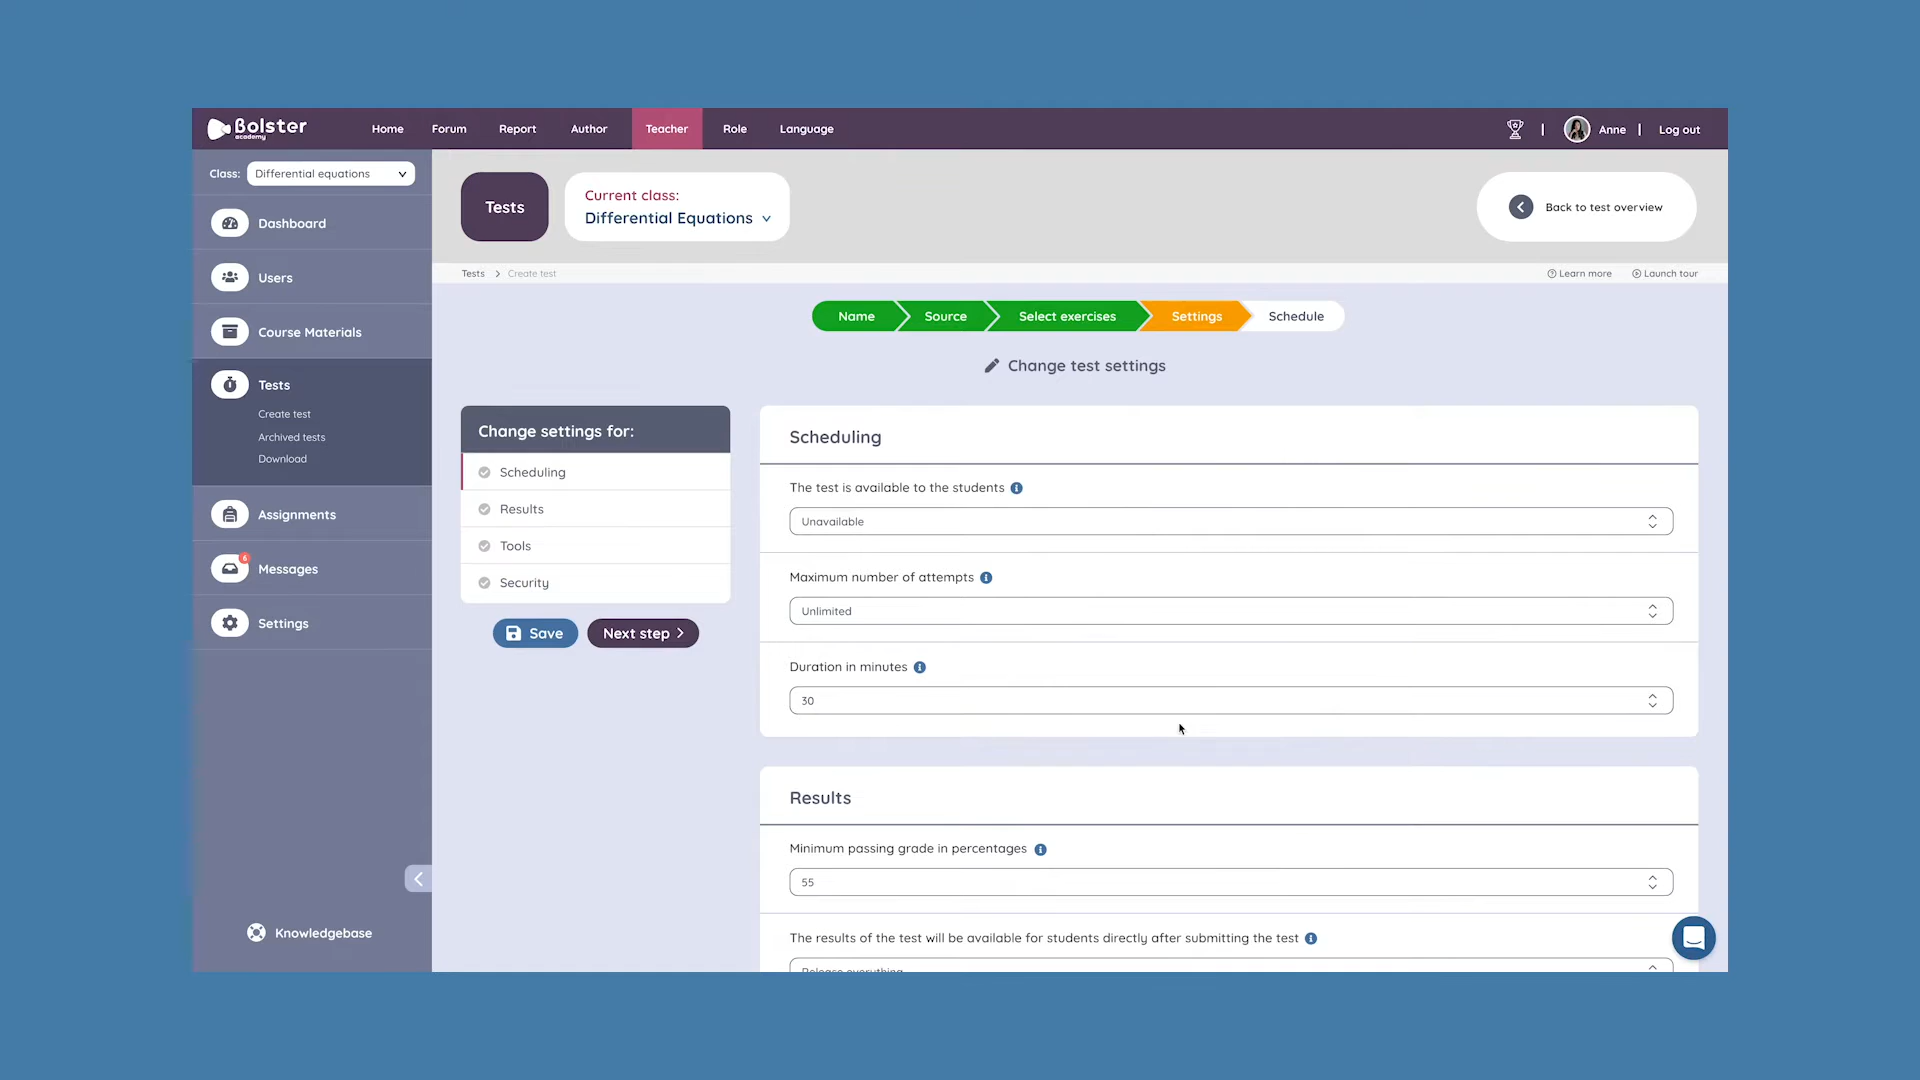 Bolster
academy
Home
Forum
Report
Author
Teacher
Role
Language
|
Anne
|
Log out
Class:
Differential equations
Dashboard
Users
Course Materials
Tests
Create test
Archived tests
Download
Assignments
6
Messages
Settings
Knowledgebase
Tests
Current class:
Differential Equations
Back to test overview
Tests > Create test
Learn more
Launch tour
Name
Source
Select exercises
Settings
Schedule
Change test settings
Change settings for:
Scheduling
Results
Tools
Security
Save
Next step
Scheduling
The test is available to the students
Unavailable
Maximum number of attempts
Unlimited
Duration in minutes
30
Results
Minimum passing grade in percentages
55
The results of the test will be available for students directly after submitting the test
Release everything